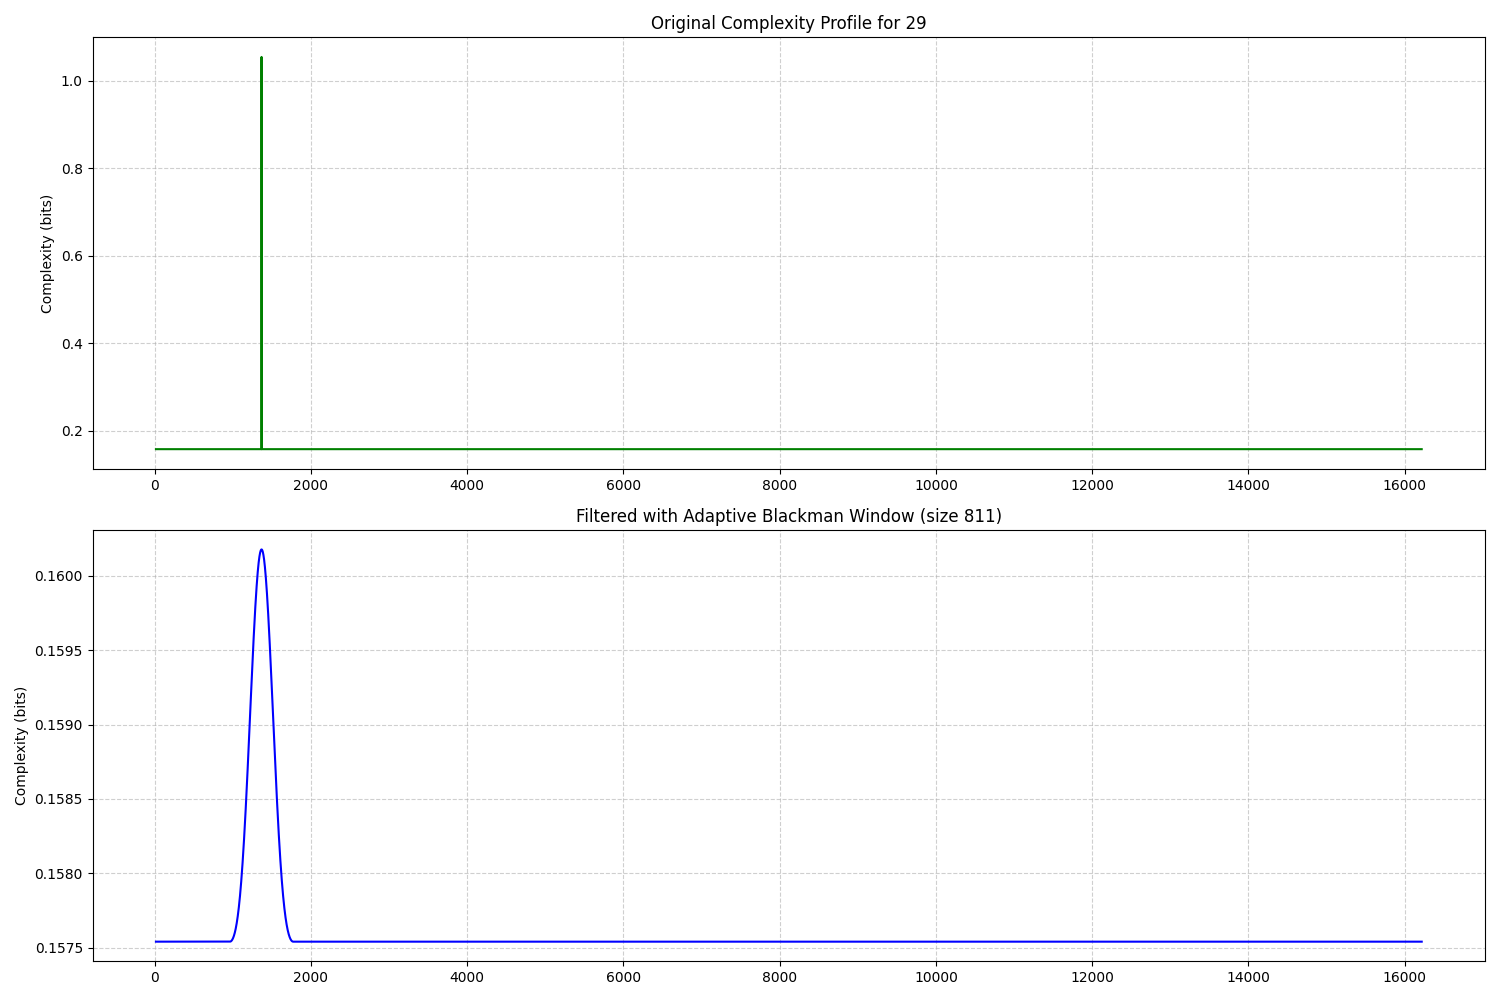 Original Complexity Profile for 29
1.0
0.8
0.6
0.4
0.2
Complexity (bits)
0 2000 4000 6000 8000 10000 12000 14000 16000
Filtered with Adaptive Blackman Window (size 811)
0.1600
0.1595
0.1590
0.1585
0.1580
0.1575
Complexity (bits)
0 2000 4000 6000 8000 10000 12000 14000 16000